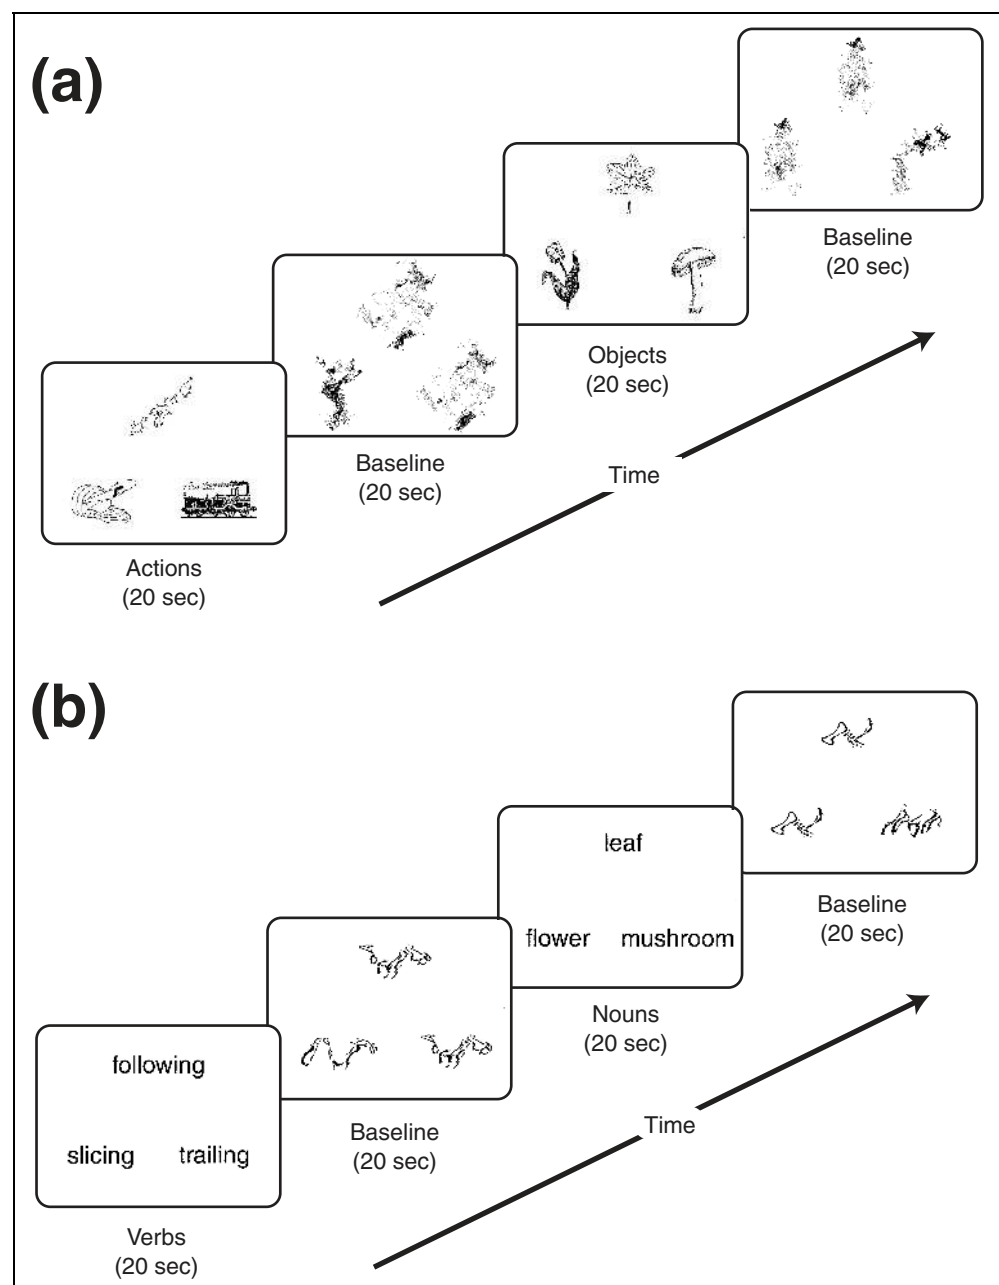 (a)
Baseline
(20 sec)
Objects
(20 sec)
Baseline
(20 sec)
Time
Actions
(20 sec)
(b)
leaf
flower mushroom
Baseline
(20 sec)
Nouns
(20 sec)
following
slicing trailing
Baseline
(20 sec)
Time
Verbs
(20 sec)